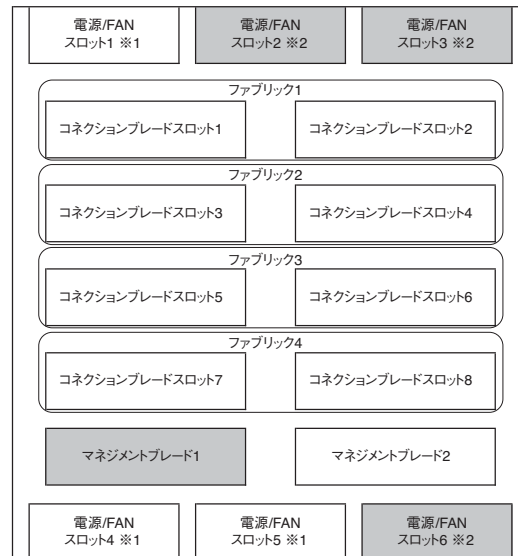 電源/FAN
スロット1 ※1
電源/FAN
スロット2 ※2
電源/FAN
スロット3 ※2
ファブリック1
コネクションブレードスロット1
コネクションブレードスロット2
ファブリック2
コネクションブレードスロット3
コネクションブレードスロット4
ファブリック3
コネクションブレードスロット5
コネクションブレードスロット6
ファブリック4
コネクションブレードスロット7
コネクションブレードスロット8
マネジメントブレード1
マネジメントブレード2
電源/FAN
スロット4 ※1
電源/FAN
スロット5 ※1
電源/FAN
スロット6 ※2